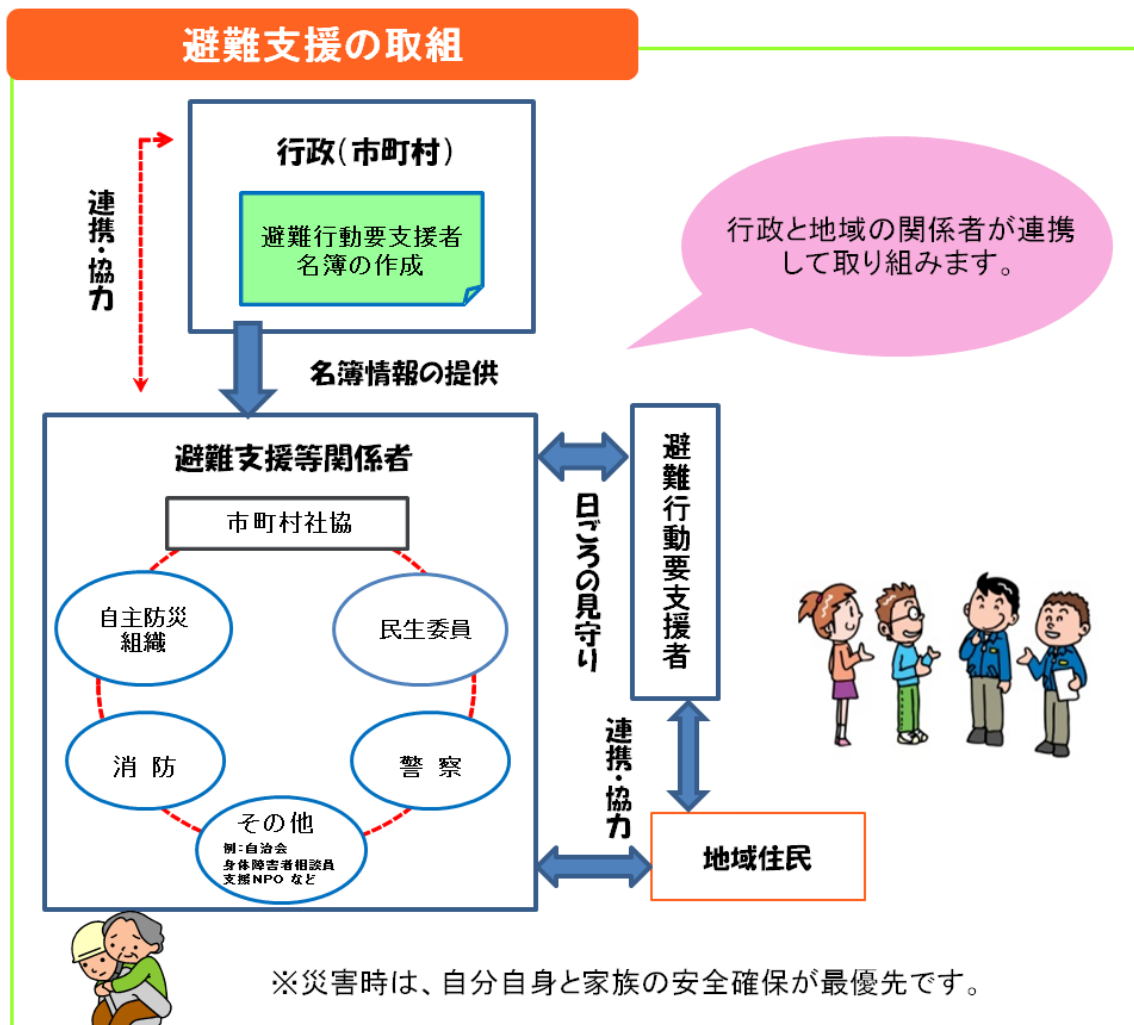 避難支援の取組
行政(市町村)
避難行動要支援者
名簿の作成
連携・協力
行政と地域の関係者が連携
して取り組みます。
名簿情報の提供
避難支援等関係者
市町村社協
自主防災
組織
民生委員
消 防
警 察
その他
例:自治会
身体障害者相談員
支援NPO など
日ごろの見守り
避難行動要支援者
連携・協力
地域住民
※災害時は、自分自身と家族の安全確保が最優先です。